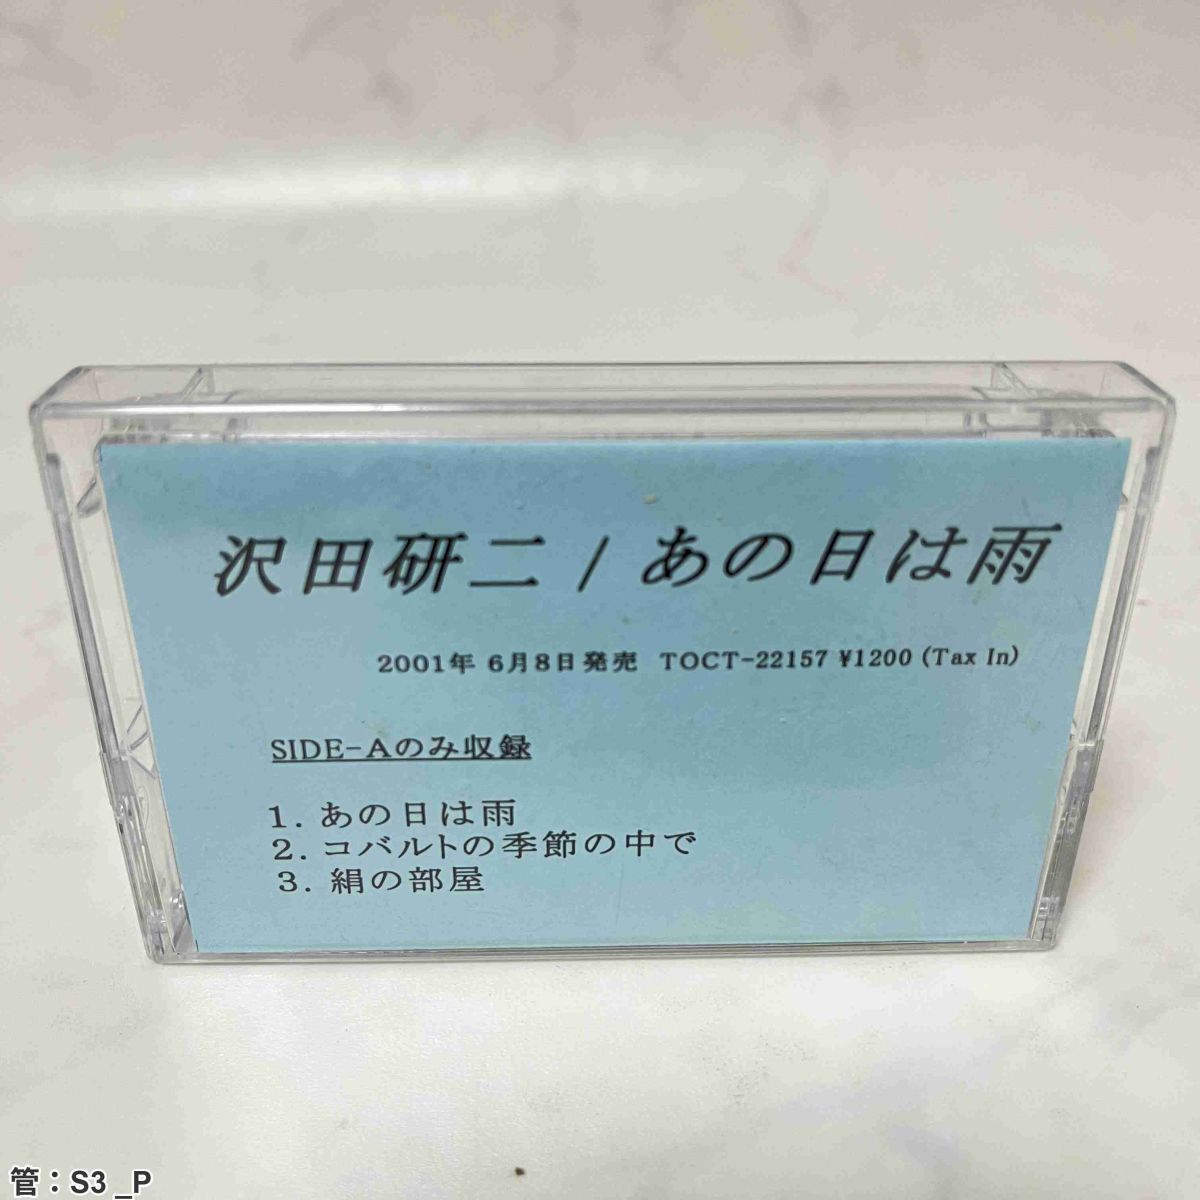 沢田研二 / あの日は雨
2001年 6月8日発売 TOCT-22157 ¥1200 (Tax In)
SIDE-Aのみ収録
1. あの日は雨
2. コバルトの季節の中で
3. 絹の部屋
管：S3 _P